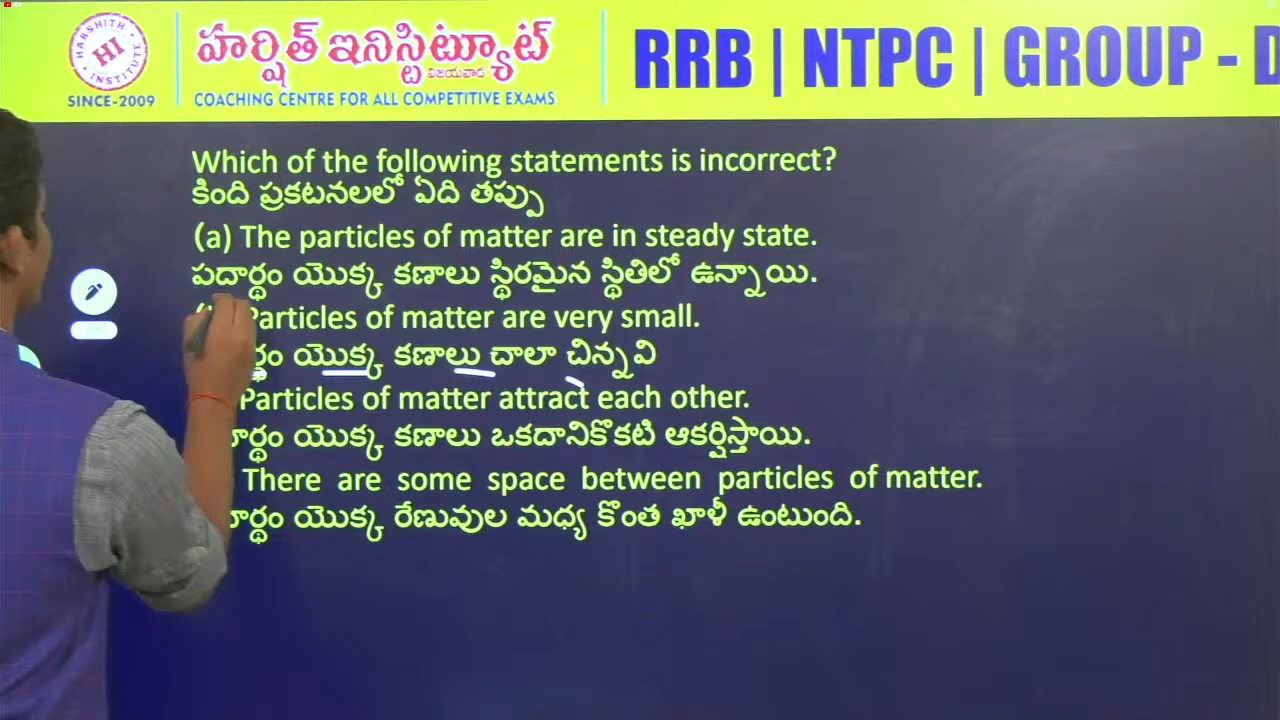 HARSHITH
HI
INSTITUTE
SINCE-2009
హర్షిత్ ఇనిస్టిట్యూట్
విజయవాడ
COACHING CENTRE FOR ALL COMPETITIVE EXAMS
RRB | NTPC | GROUP - D
Which of the following statements is incorrect?
కింది ప్రకటనలలో ఏది తప్పు
(a) The particles of matter are in steady state.
పదార్థం యొక్క కణాలు స్థిరమైన స్థితిలో ఉన్నాయి.
Particles of matter are very small.
యొక్క కణాలు చాలా చిన్నవి
Particles of matter attract each other.
యొక్క కణాలు ఒకదానికొకటి ఆకర్షిస్తాయి.
There are some space between particles of matter.
యొక్క రేణువుల మధ్య కొంత ఖాళీ ఉంటుంది.